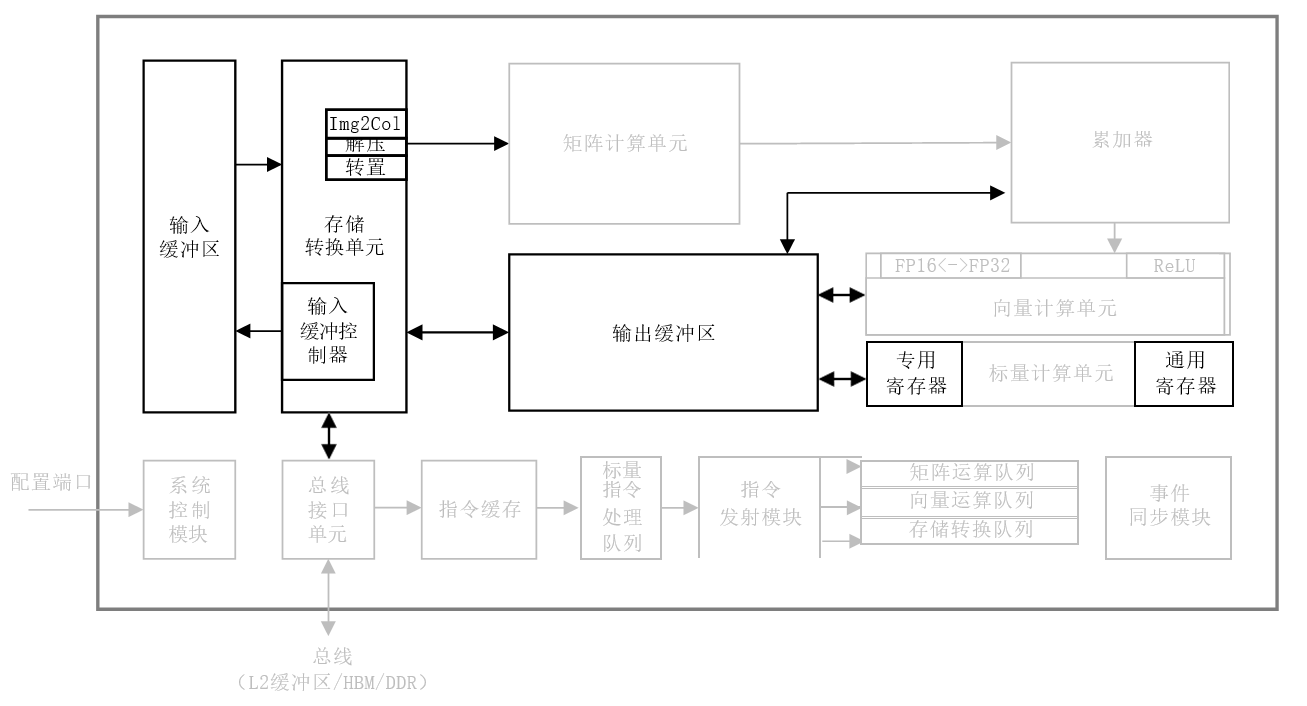 Img2Col
解压
转置
矩阵计算单元
累加器
输入
缓冲区
存储
转换单元
FP16<->FP32
ReLU
向量计算单元
输入
缓冲控
制器
输出缓冲区
专用
寄存器
标量计算单元
通用
寄存器
配置端口
系统
控制
模块
总线
接口
单元
指令缓存
标量
指令
处理
队列
指令
发射模块
矩阵运算队列
向量运算队列
存储转换队列
事件
同步模块
总线
（L2缓冲区/HBM/DDR）